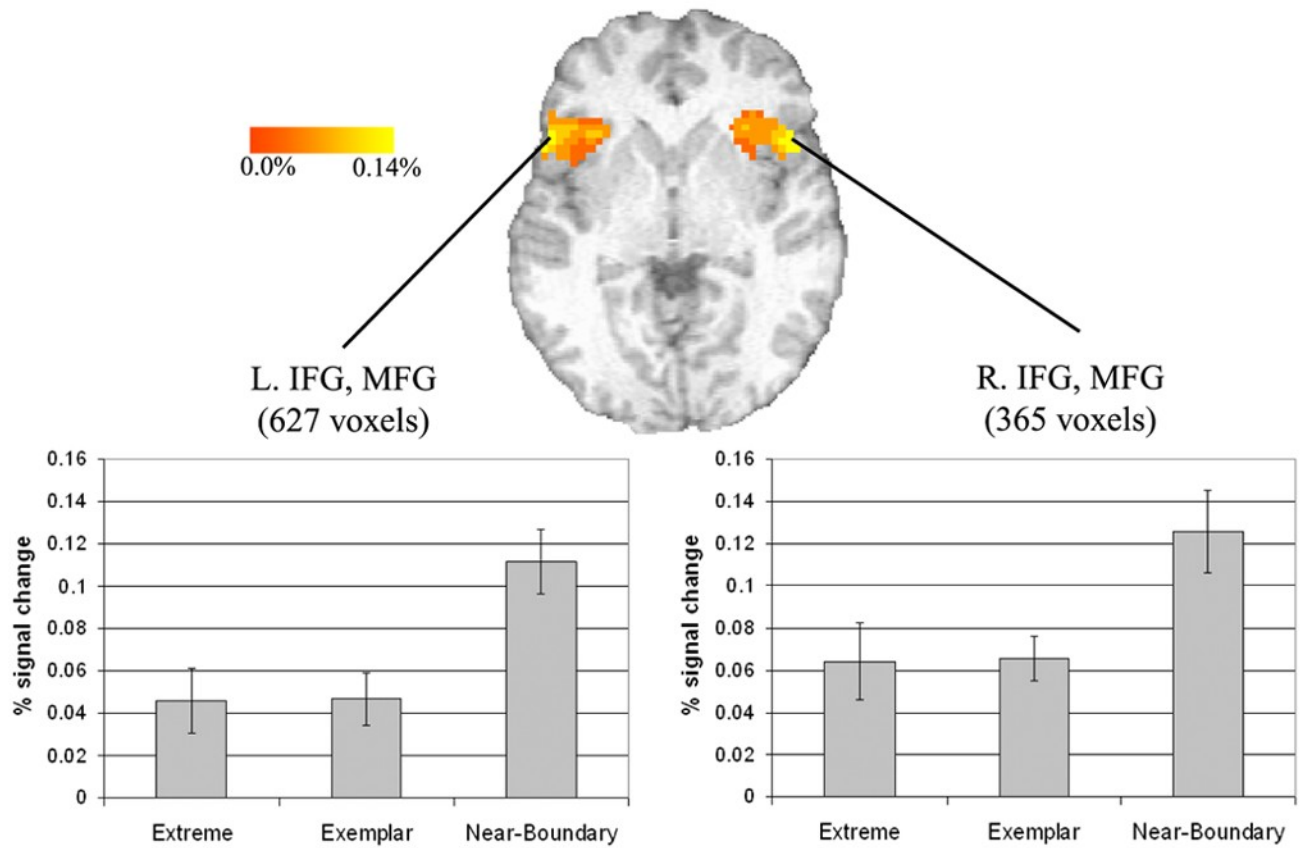 0.0% 0.14%
L. IFG, MFG
(627 voxels)
R. IFG, MFG
(365 voxels)
% signal change
0.16
0.14
0.12
0.1
0.08
0.06
0.04
0.02
0
Extreme Exemplar Near-Boundary
% signal change
0.16
0.14
0.12
0.1
0.08
0.06
0.04
0.02
0
Extreme Exemplar Near-Boundary